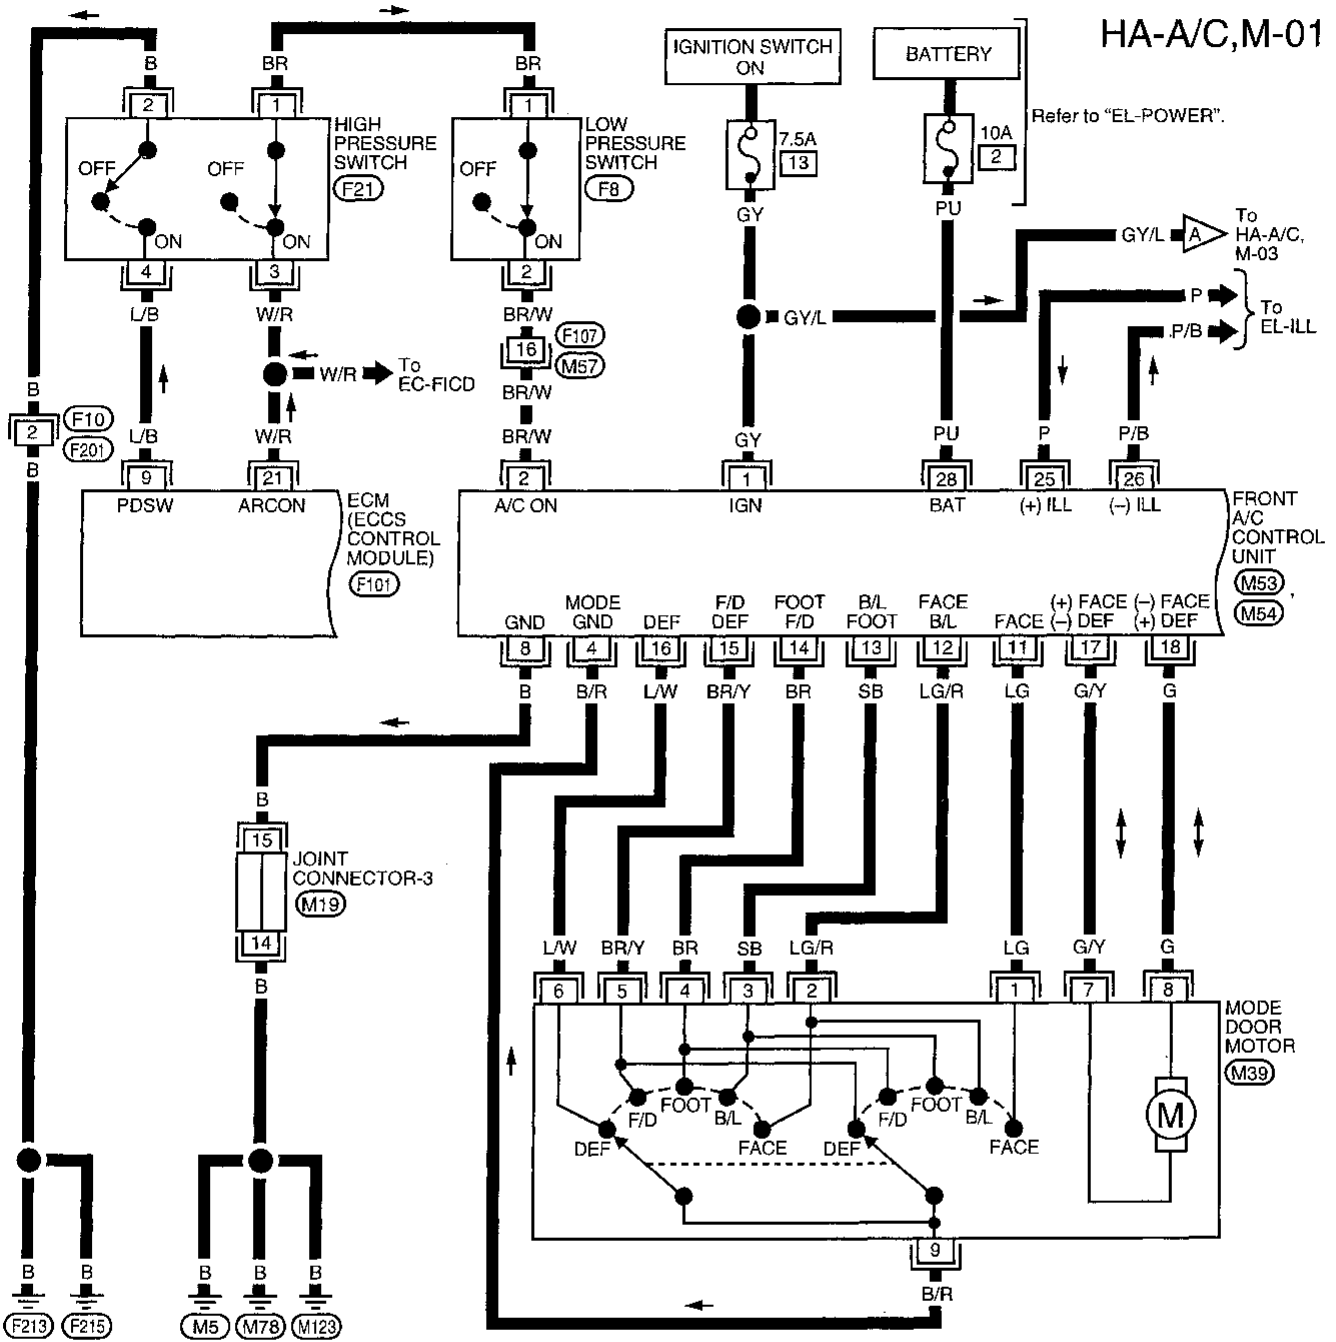 HA-A/C,M-01
IGNITION SWITCH
ON
BATTERY
Refer to "EL-POWER".
B
BR
BR
2
1
1
HIGH
PRESSURE
SWITCH
F21
LOW
PRESSURE
SWITCH
F8
7.5A
13
10A
2
OFF
OFF
OFF
ON
ON
ON
GY
PU
4
3
2
GY/L
A
To
HA-A/C,
M-03
L/B
W/R
BR/W
GY/L
P
P/B
To
EL-ILL
16
F107
M57
W/R
To
EC-FICD
BR/W
B
2
F10
F201
B
L/B
W/R
BR/W
GY
PU
P
P/B
9
21
2
1
28
25
26
PDSW
ARCON
ECM
(ECCS
CONTROL
MODULE)
F101
A/C ON
IGN
BAT
(+) ILL
(−) ILL
FRONT
A/C
CONTROL
UNIT
M53
,
M54
GND
MODE
GND
DEF
F/D
DEF
FOOT
F/D
B/L
FOOT
FACE
B/L
FACE
(+) FACE
(−) DEF
(−) FACE
(+) DEF
8
4
16
15
14
13
12
11
17
18
B
B/R
L/W
BR/Y
BR
SB
LG/R
LG
G/Y
G
B
15
JOINT
CONNECTOR-3
M19
14
B
L/W
BR/Y
BR
SB
LG/R
LG
G/Y
G
6
5
4
3
2
1
7
8
MODE
DOOR
MOTOR
M39
DEF
F/D
FOOT
B/L
FACE
DEF
F/D
FOOT
B/L
FACE
M
9
B/R
B
B
B
B
B
F213
F215
M5
M78
M123